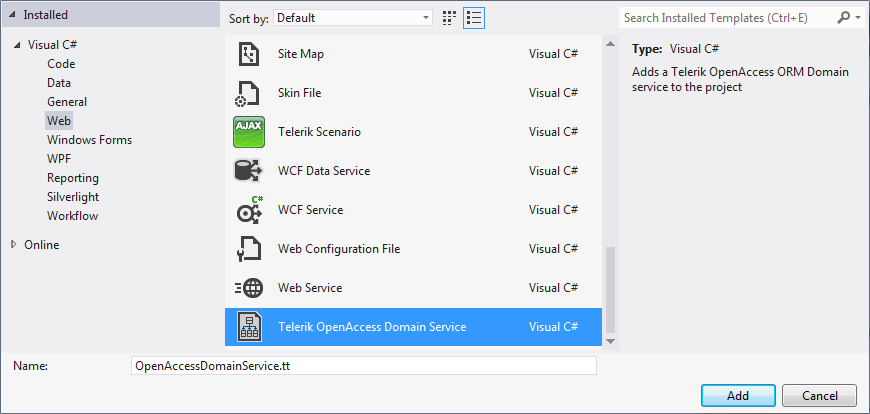 Installed
Sort by: Default
Search Installed Templates (Ctrl+E)
Visual C#
Code
Data
General
Web
Windows Forms
WPF
Reporting
Silverlight
Workflow
Online
Site Map Visual C#
Skin File Visual C#
AJAX Telerik Scenario Visual C#
WCF Data Service Visual C#
C# WCF Service Visual C#
Web Configuration File Visual C#
Web Service Visual C#
Telerik OpenAccess Domain Service Visual C#
Type: Visual C#
Adds a Telerik OpenAccess ORM Domain
service to the project
Name: OpenAccessDomainService.tt
Add Cancel